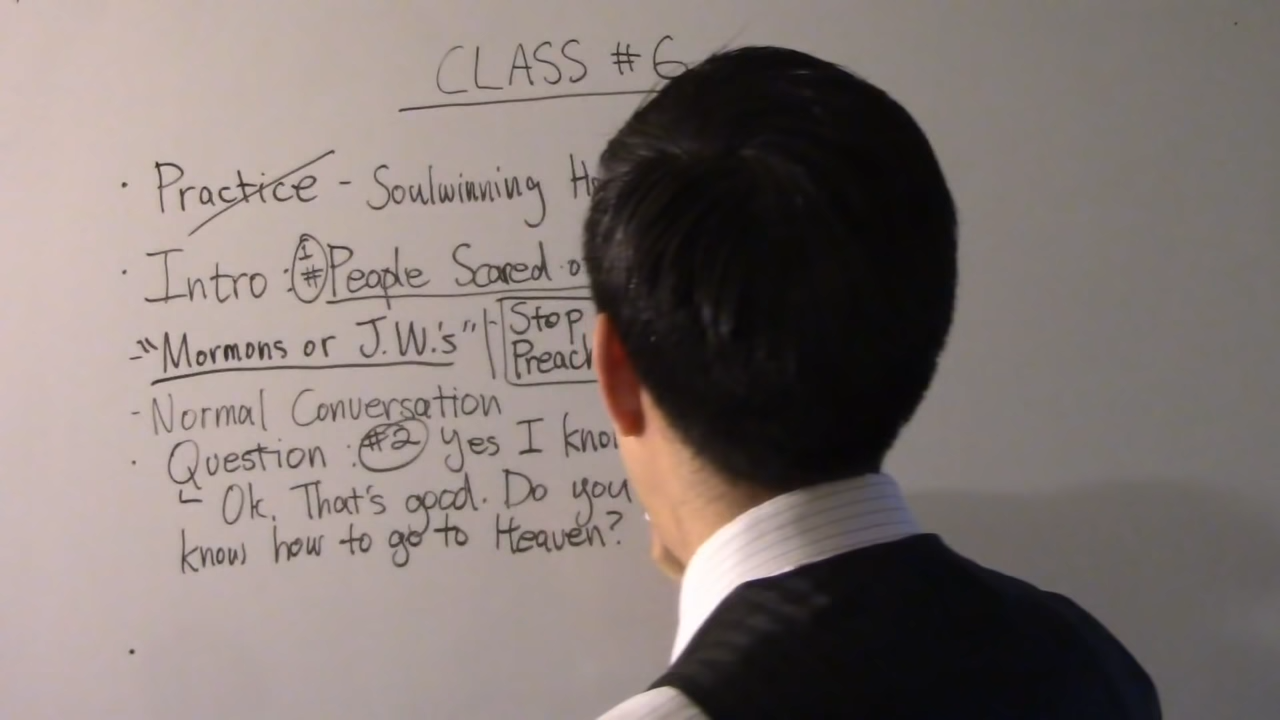 CLASS #6
· Practice - Soulwinning
· Intro : #1 People Scared
- "Mormons or J.W.'s" Stop
Preach
- Normal Conversation
· Question : #2 Yes I
Ok. That's good. Do you
know how to go to Heaven?